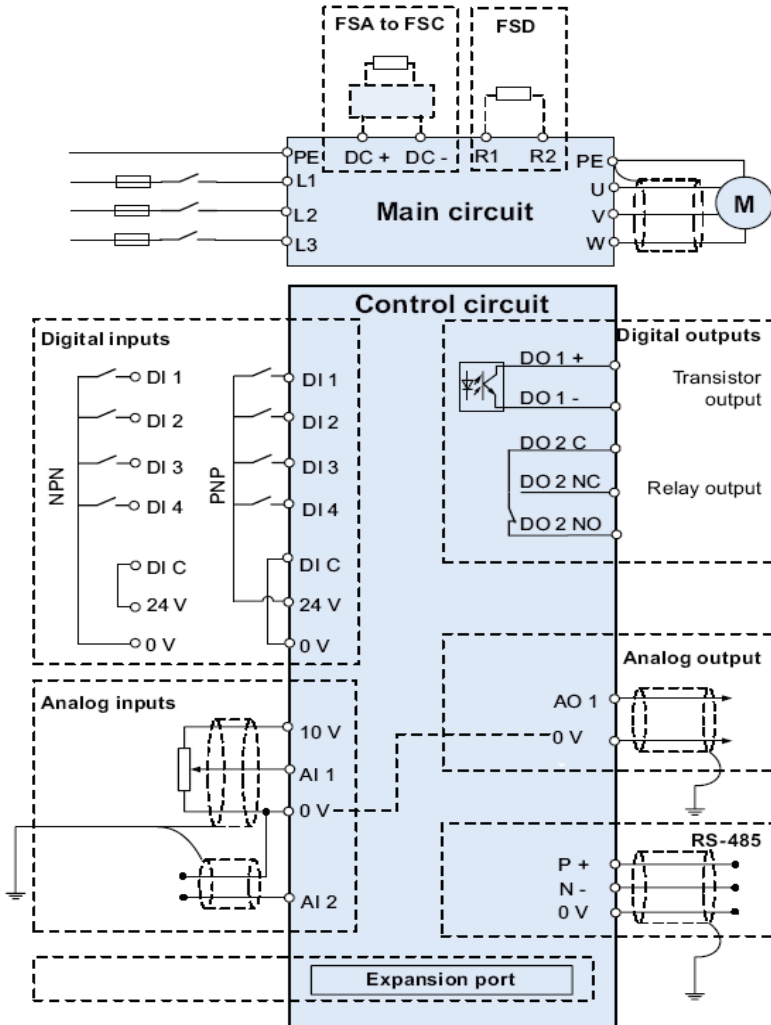 FSA to FSC
FSD
PE
DC +
DC -
R1
R2
PE
L1
U
L2
Main circuit
V
M
L3
W
Control circuit
Digital inputs
NPN
DI 1
DI 2
DI 3
DI 4
DI C
24 V
0 V
PNP
DI 1
DI 2
DI 3
DI 4
DI C
24 V
0 V
Digital outputs
DO 1 +
DO 1 -
Transistor
output
DO 2 C
DO 2 NC
DO 2 NO
Relay output
Analog inputs
10 V
AI 1
0 V
AI 2
Analog output
AO 1
0 V
RS-485
P +
N -
0 V
Expansion port